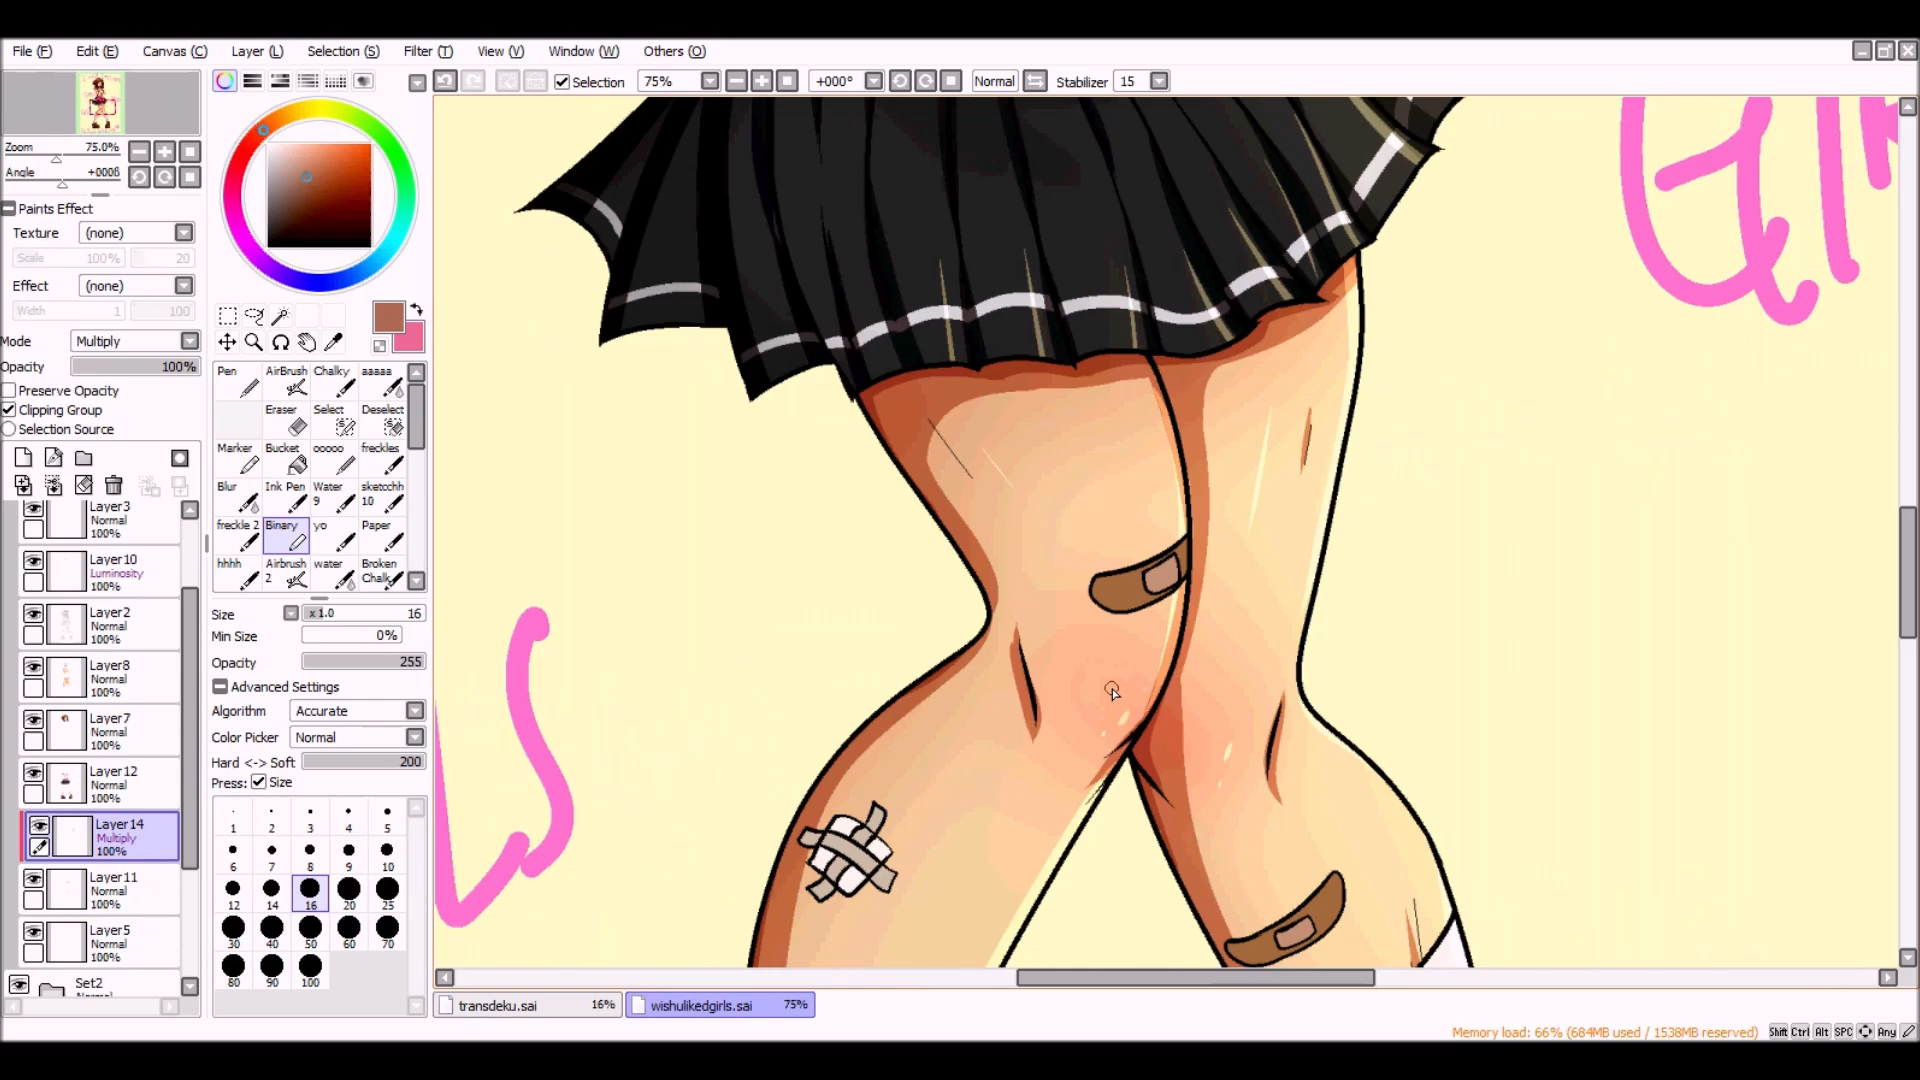 File (F) Edit (E) Canvas (C) Layer (L) Selection (S) Filter (T) View (V) Window (W) Others (O)
Selection 75% +000° Normal Stabilizer 15
Zoom 75.0%
Angle +0006
Paints Effect
Texture (none)
Scale 100% 20
Effect (none)
Width 1 100
Mode Multiply
Opacity 100%
Preserve Opacity
Clipping Group
Selection Source
Layer3
Normal
100%
Layer10
Luminosity
100%
Layer2
Normal
100%
Layer8
Normal
100%
Layer7
Normal
100%
Layer12
Normal
100%
Layer14
Multiply
100%
Layer11
Normal
100%
Layer5
Normal
100%
Set2
Pen AirBrush Chalky aaaaa
Eraser Select Deselect
Marker Bucket ooooo freckles
Blur Ink Pen Water 9 sketcchh 10
freckle 2 Binary yo Paper
hhhh Airbrush 2 water Broken Chalk
Size x 1.0 16
Min Size 0%
Opacity 255
Advanced Settings
Algorithm Accurate
Color Picker Normal
Hard <-> Soft 200
Press: Size
1 2 3 4 5
6 7 8 9 10
12 14 16 20 25
30 40 50 60 70
80 90 100
transdeku.sai 16% wishulikedgirls.sai 75%
Memory load: 66% (684MB used / 1538MB reserved) Shift Ctrl Alt SPC Any